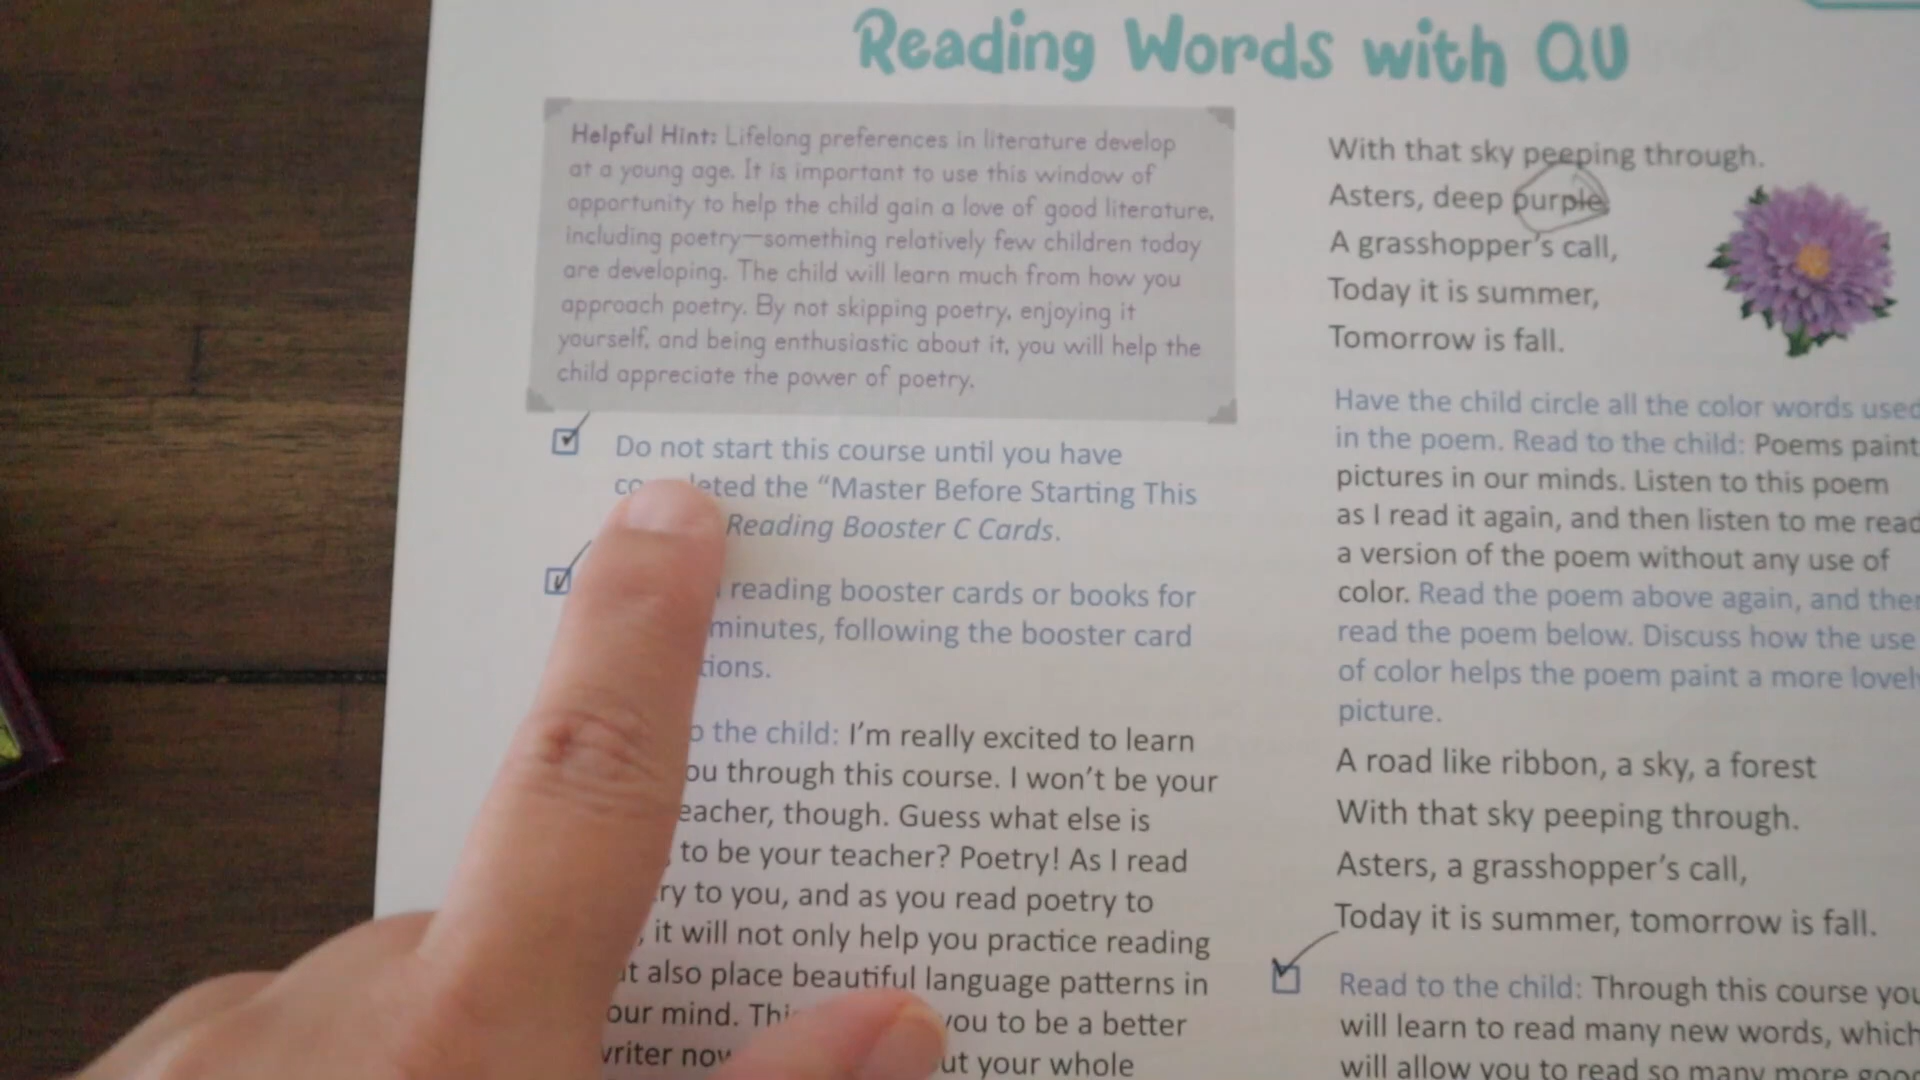 Reading Words with QU
Helpful Hint: Lifelong preferences in literature develop
at a young age. It is important to use this window of
opportunity to help the child gain a love of good literature,
including poetry—something relatively few children today
are developing. The child will learn much from how you
approach poetry. By not skipping poetry, enjoying it
yourself, and being enthusiastic about it, you will help the
child appreciate the power of poetry.
Do not start this course until you have
the “Master Before Starting This
Reading Booster C Cards.
reading booster cards or books for
minutes, following the booster card
the child: I’m really excited to learn
through this course. I won’t be your
though. Guess what else is
to be your teacher? Poetry! As I read
to you, and as you read poetry to
it will not only help you practice reading
also place beautiful language patterns in
mind. you to be a better
your whole
With that sky peeping through.
Asters, deep purple,
A grasshopper’s call,
Today it is summer,
Tomorrow is fall.
Have the child circle all the color words used
in the poem. Read to the child: Poems paint
pictures in our minds. Listen to this poem
as I read it again, and then listen to me read
a version of the poem without any use of
color. Read the poem above again, and then
read the poem below. Discuss how the use
of color helps the poem paint a more lovely
picture.
A road like ribbon, a sky, a forest
With that sky peeping through.
Asters, a grasshopper’s call,
Today it is summer, tomorrow is fall.
Read to the child: Through this course you
will learn to read many new words, which
will allow you to read so many more good